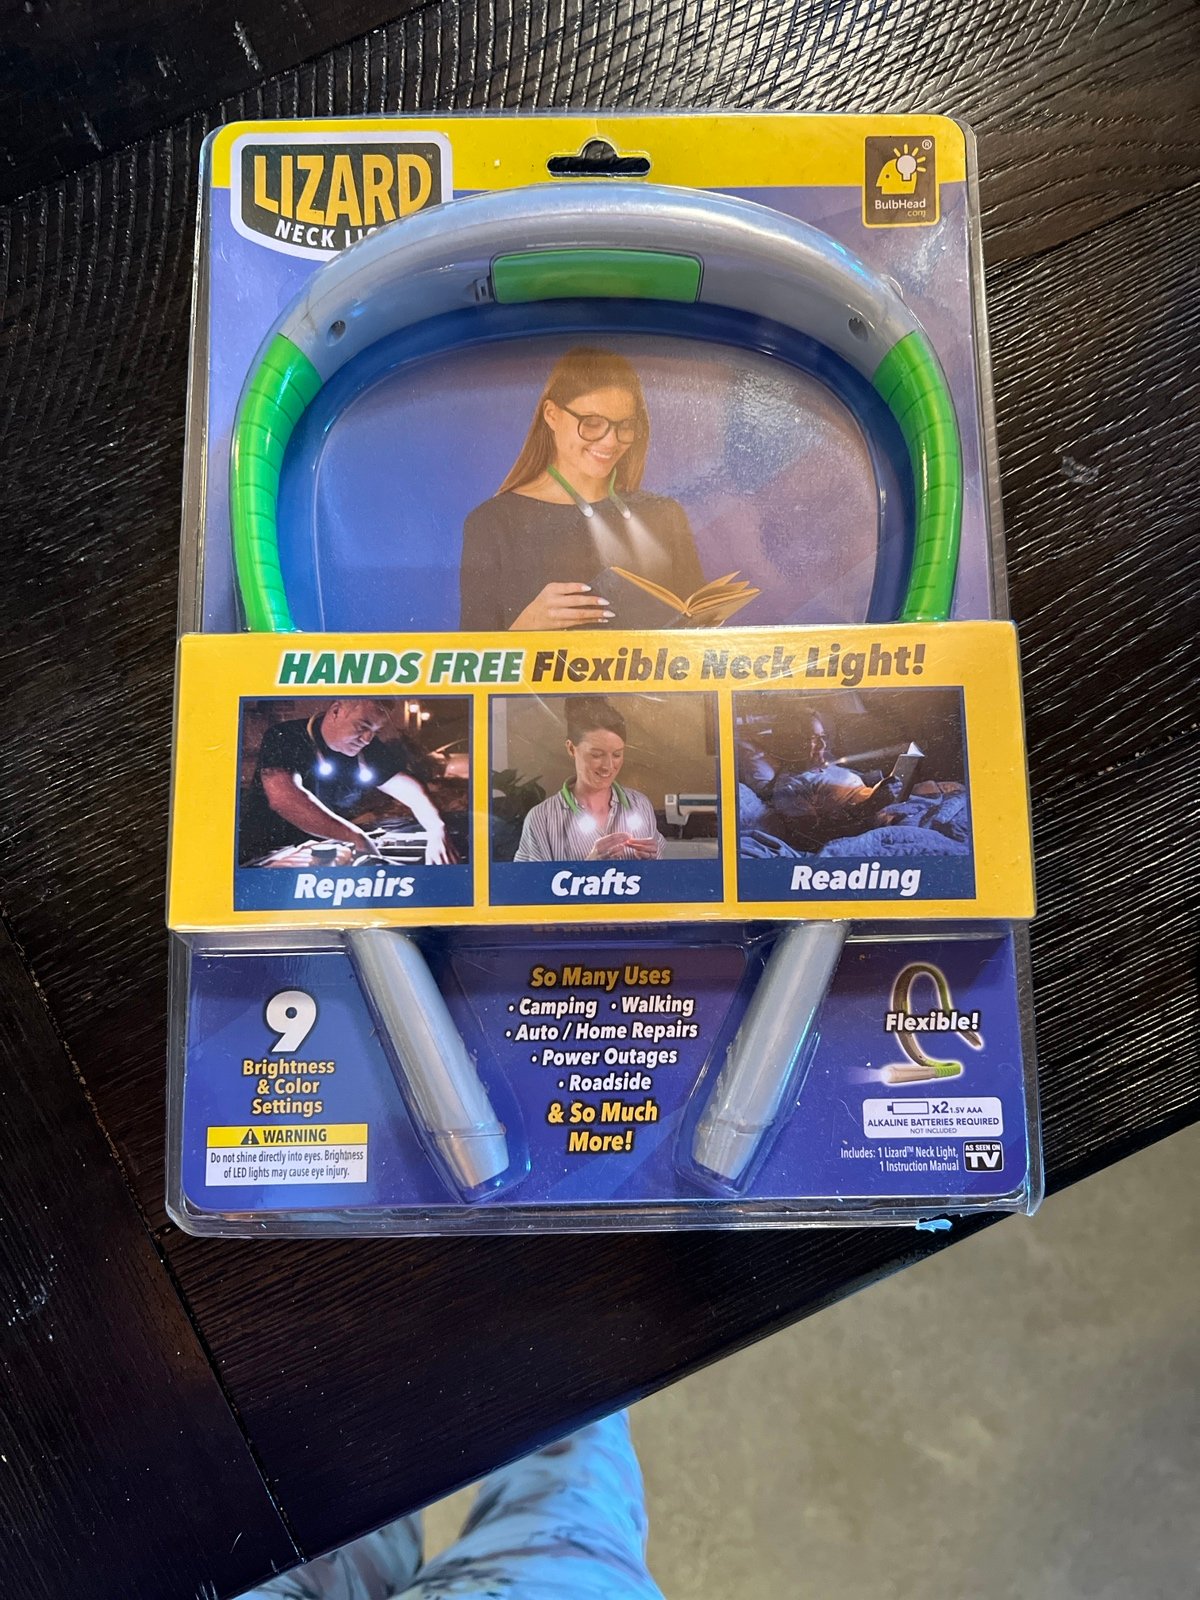 LIZARD™
NECK
BulbHead®
.com
HANDS FREE Flexible Neck Light!
Repairs
Crafts
Reading
9
Brightness
& Color
Settings
WARNING
Do not shine directly into eyes. Brightness
of LED lights may cause eye injury.
So Many Uses
• Camping • Walking
• Auto / Home Repairs
• Power Outages
• Roadside
& So Much
More!
Flexible!
x2 1.5V AAA
ALKALINE BATTERIES REQUIRED
NOT INCLUDED
Includes: 1 Lizard™ Neck Light,
1 Instruction Manual
AS SEEN ON
TV